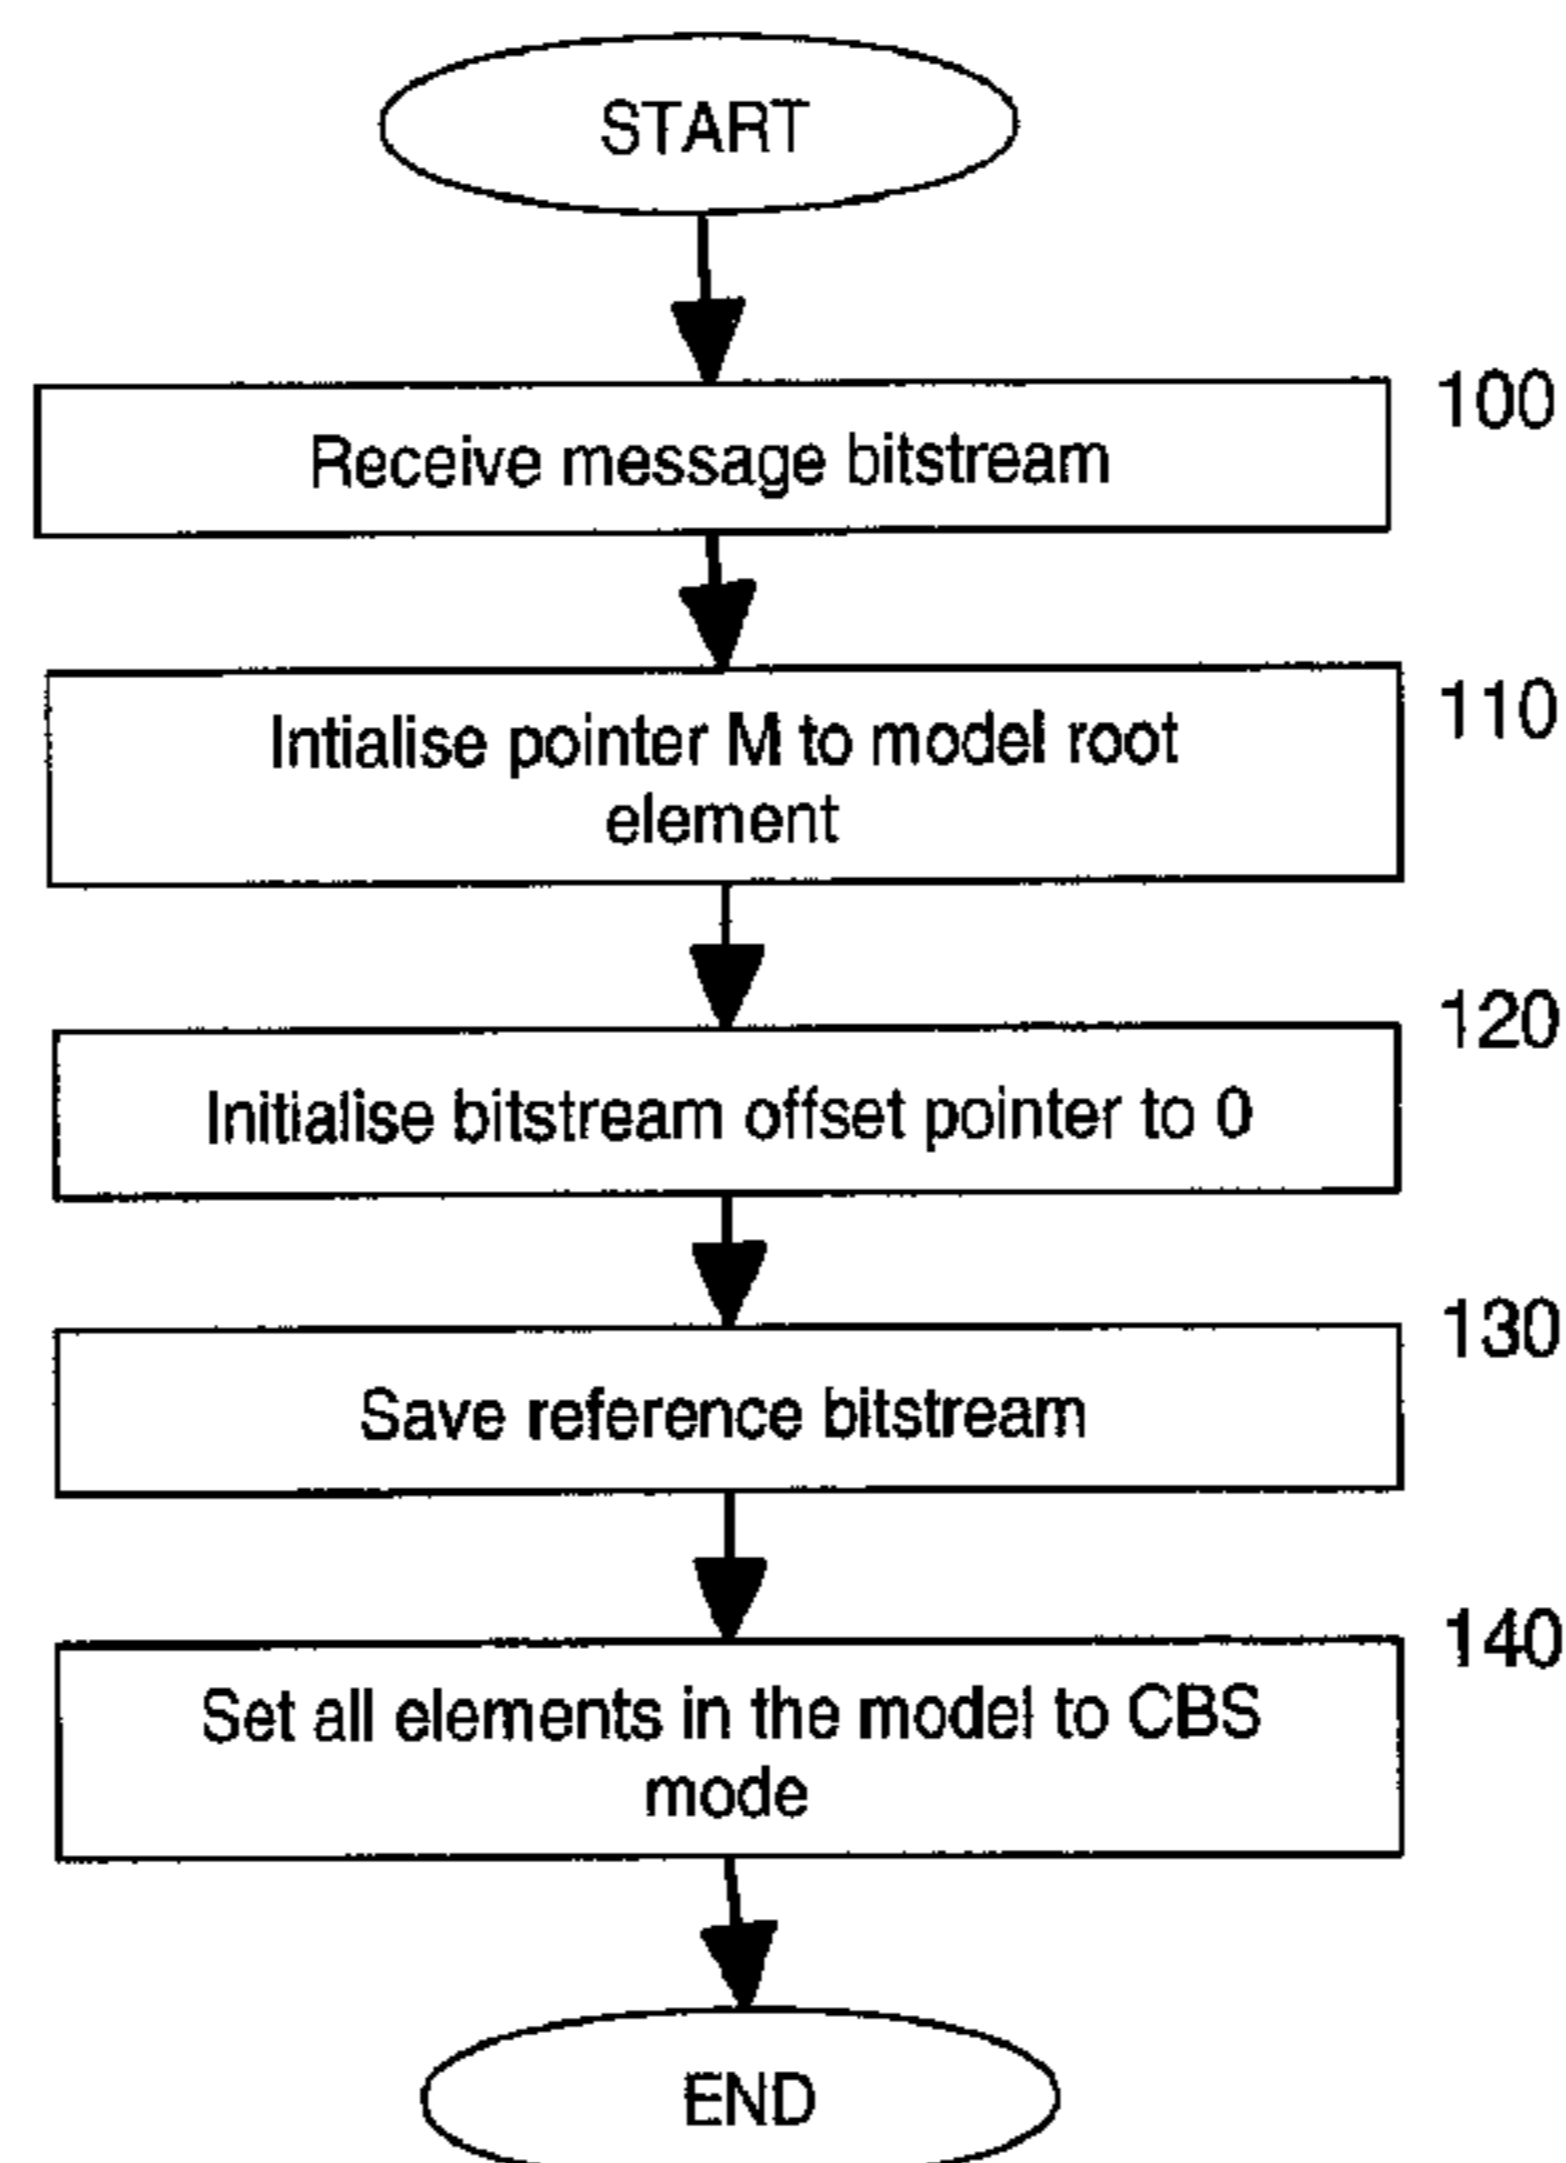 START
100
Receive message bitstream
110
Intialise pointer M to model root
element
120
Initialise bitstream offset pointer to 0
130
Save reference bitstream
140
Set all elements in the model to CBS
mode
END